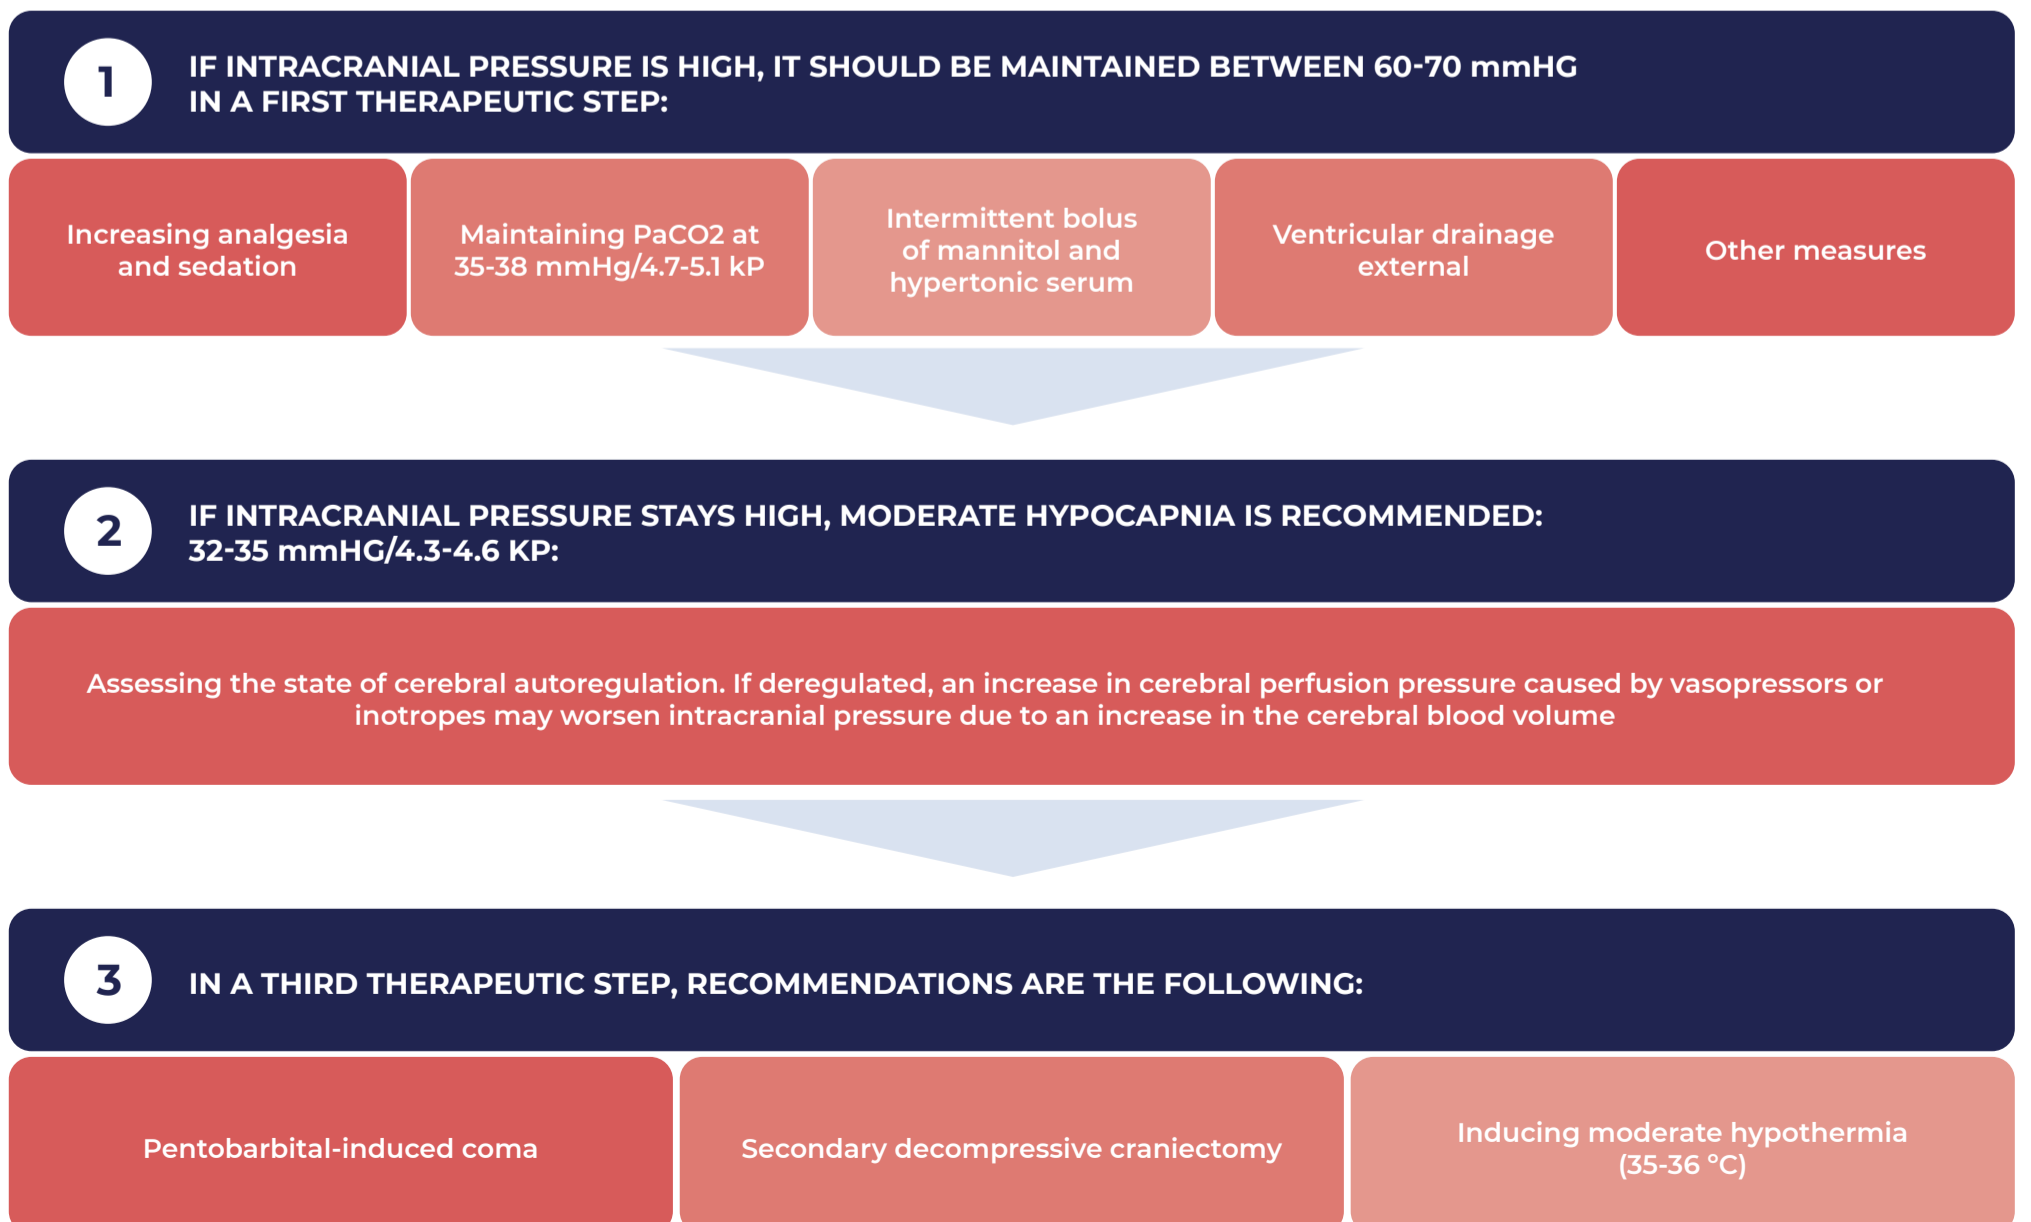 1
IF INTRACRANIAL PRESSURE IS HIGH, IT SHOULD BE MAINTAINED BETWEEN 60-70 mmHG
IN A FIRST THERAPEUTIC STEP:
Increasing analgesia
and sedation
Maintaining PaCO2 at
35-38 mmHg/4.7-5.1 kP
Intermittent bolus
of mannitol and
hypertonic serum
Ventricular drainage
external
Other measures
2
IF INTRACRANIAL PRESSURE STAYS HIGH, MODERATE HYPOCAPNIA IS RECOMMENDED:
32-35 mmHG/4.3-4.6 KP:
Assessing the state of cerebral autoregulation. If deregulated, an increase in cerebral perfusion pressure caused by vasopressors or
inotropes may worsen intracranial pressure due to an increase in the cerebral blood volume
3
IN A THIRD THERAPEUTIC STEP, RECOMMENDATIONS ARE THE FOLLOWING:
Pentobarbital-induced coma
Secondary decompressive craniectomy
Inducing moderate hypothermia
(35-36 ºC)